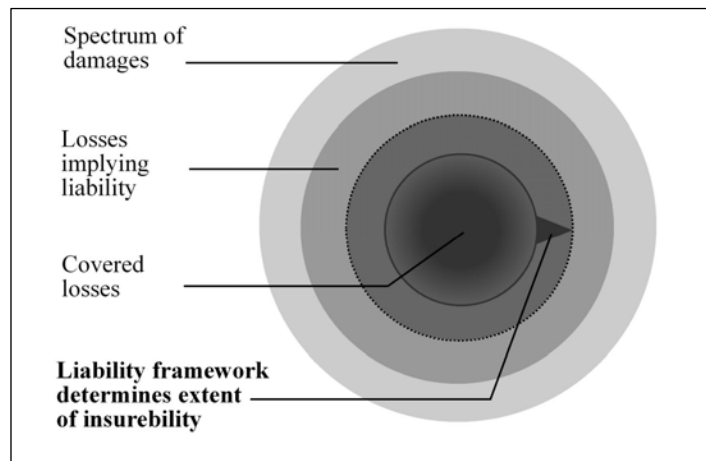 Spectrum of
damages
Losses
implying
liability
Covered
losses
Liability framework
determines extent
of insurebility